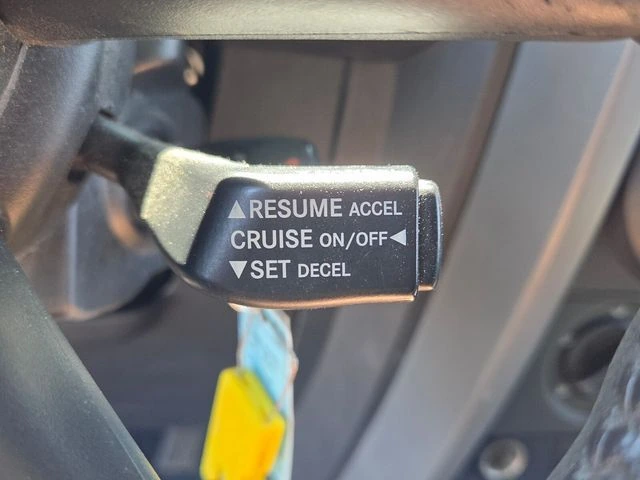 ▲RESUME ACCEL
CRUISE ON/OFF◀
▼SET DECEL